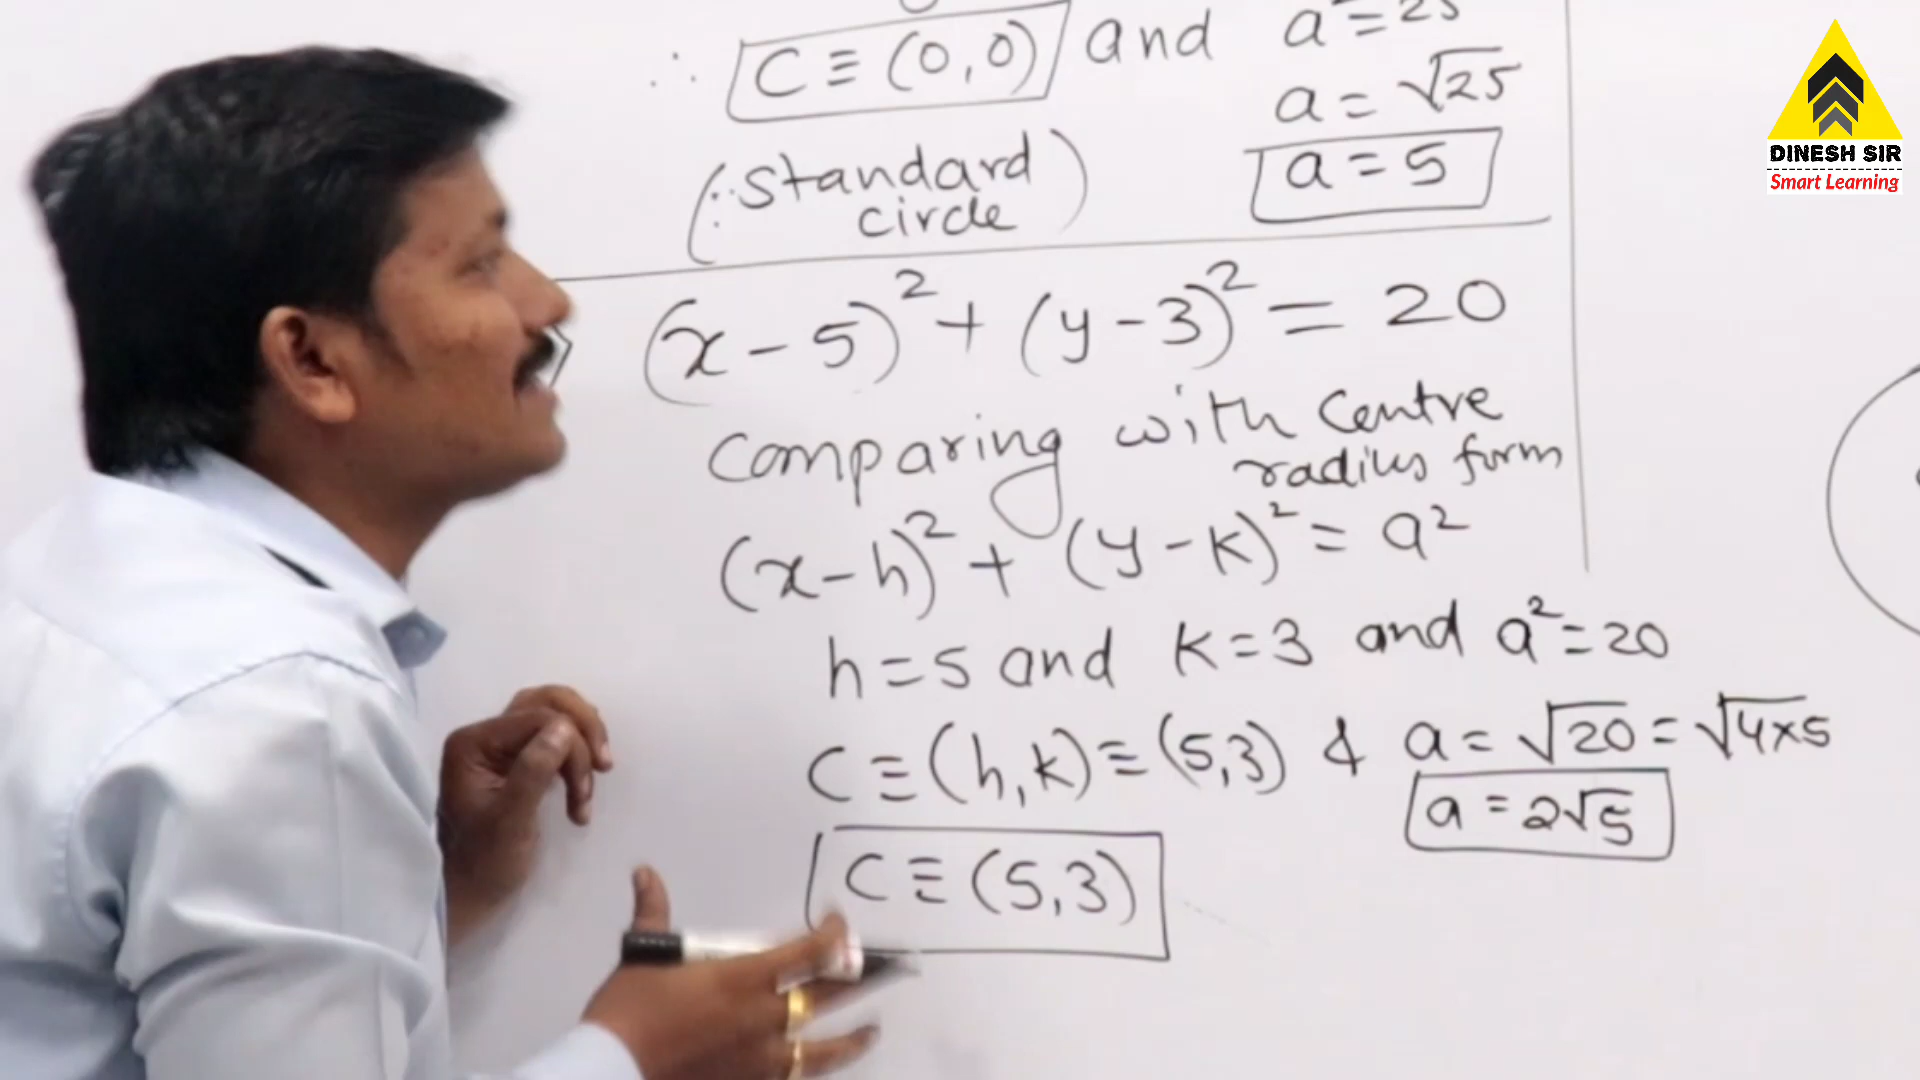 ∴ C ≡ (0,0) and a² = 25
a = √25
(∵ Standard circle)
a = 5
(x - 5)² + (y - 3)² = 20
Comparing with Centre
radius form
(x - h)² + (y - k)² = a²
h = 5 and k = 3 and a² = 20
C ≡ (h, k) ≡ (5,3) & a = √20 = √4×5
a = 2√5
C ≡ (5,3)
DINESH SIR
Smart Learning